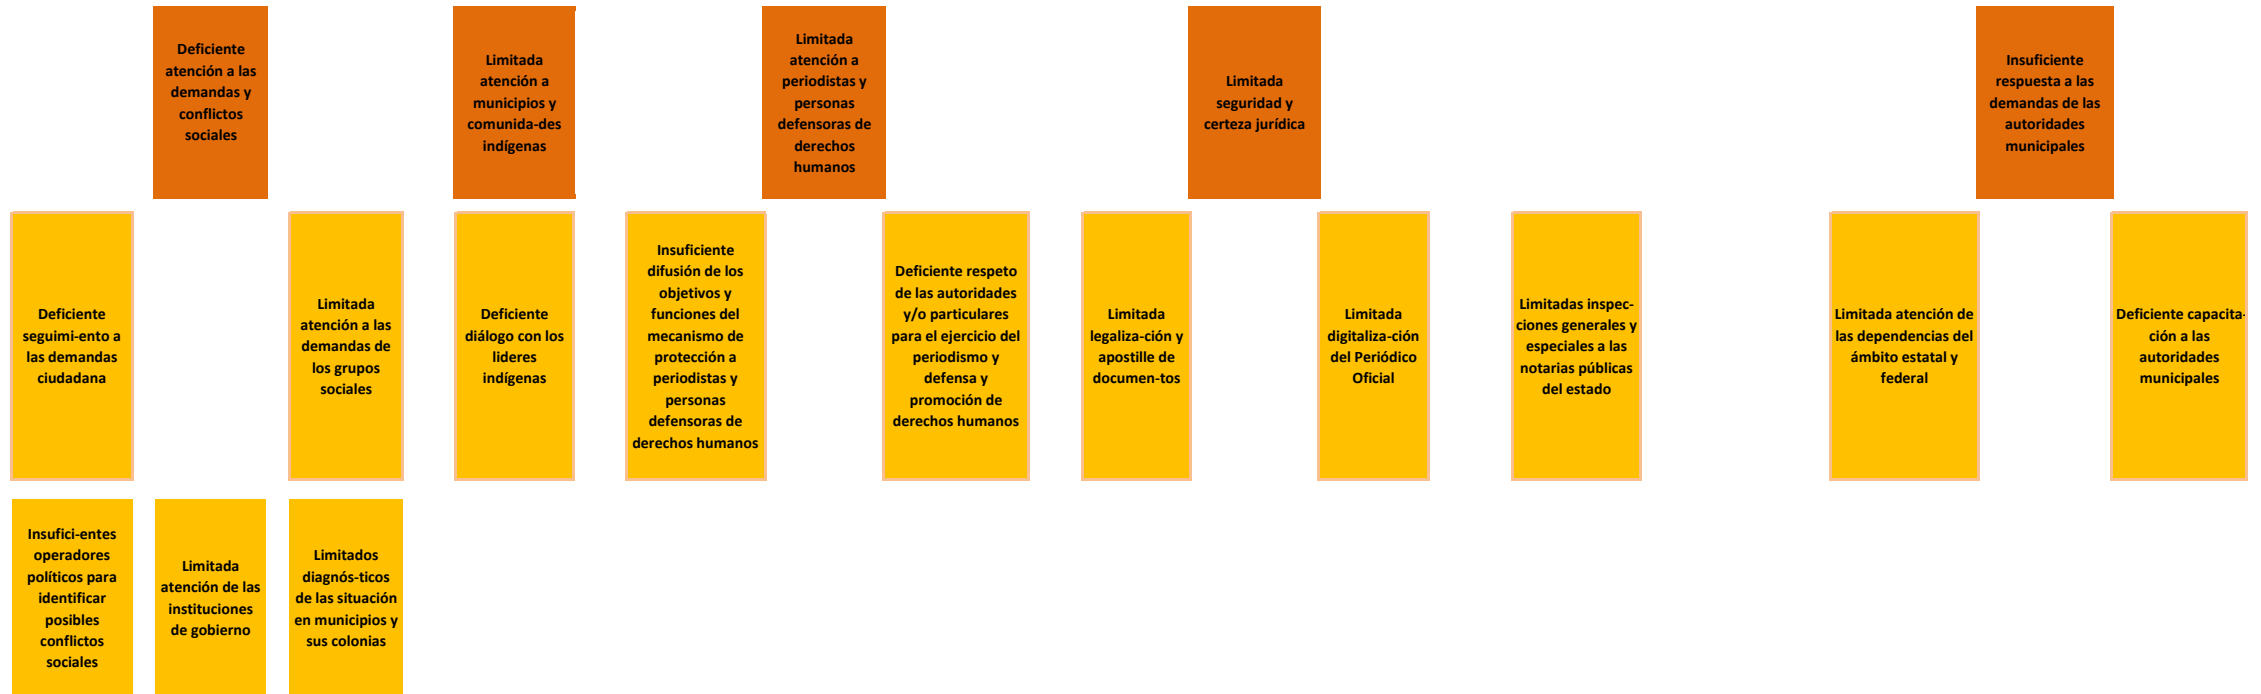 Deficiente
atención a las
demandas y
conflictos
sociales
Limitada
atención a
municipios y
comunida-des
indígenas
Limitada
atención a
periodistas y
personas
defensoras de
derechos
humanos
Limitada
seguridad y
certeza jurídica
Insuficiente
respuesta a las
demandas de las
autoridades
municipales
Deficiente
seguimi-ento a
las demandas
ciudadana
Limitada
atención a las
demandas de
los grupos
sociales
Deficiente
diálogo con los
lideres
indígenas
Insuficiente
difusión de los
objetivos y
funciones del
mecanismo de
protección a
periodistas y
personas
defensoras de
derechos humanos
Deficiente respeto
de las autoridades
y/o particulares
para el ejercicio del
periodismo y
defensa y
promoción de
derechos humanos
Limitada
legaliza-ción y
apostille de
documen-tos
Limitada
digitaliza-ción
del Periódico
Oficial
Limitadas inspec-
ciones generales y
especiales a las
notarias públicas
del estado
Limitada atención de
las dependencias del
ámbito estatal y
federal
Deficiente capacita-
ción a las
autoridades
municipales
Insufici-entes
operadores
políticos para
identificar
posibles
conflictos
sociales
Limitada
atención de las
instituciones
de gobierno
Limitados
diagnós-ticos
de las situación
en municipios y
sus colonias